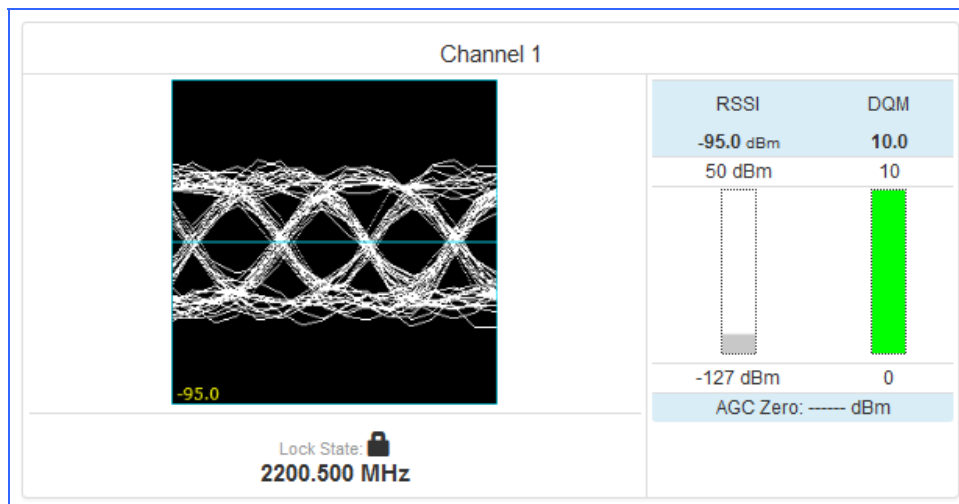 Channel 1
-95.0
Lock State:
2200.500 MHz
RSSI DQM
-95.0 dBm 10.0
50 dBm 10
-127 dBm 0
AGC Zero: ------ dBm